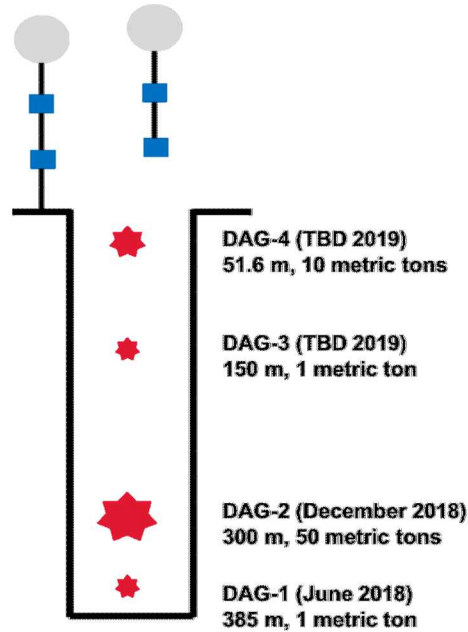 DAG-4 (TBD 2019)
51.6 m, 10 metric tons
DAG-3 (TBD 2019)
150 m, 1 metric ton
DAG-2 (December 2018)
300 m, 50 metric tons
DAG-1 (June 2018)
385 m, 1 metric ton